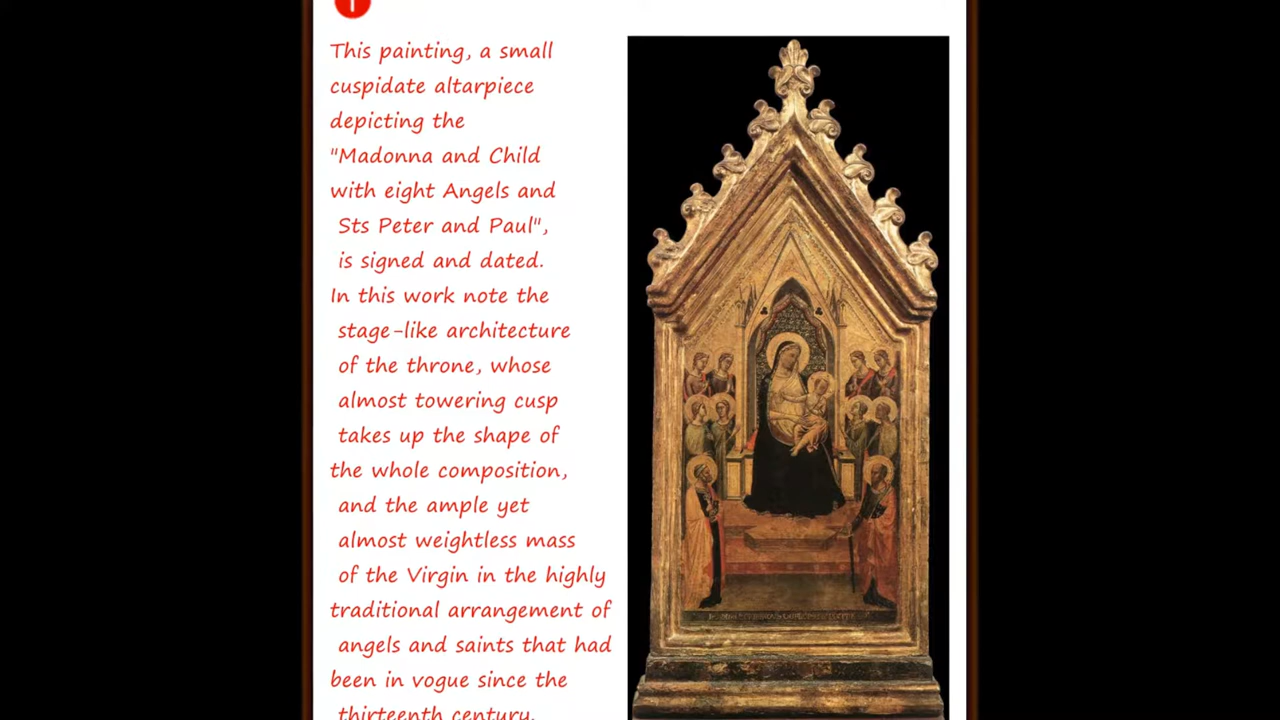 This painting, a small
cuspidate altarpiece
depicting the
"Madonna and Child
with eight Angels and
Sts Peter and Paul",
is signed and dated.
In this work note the
stage-like architecture
of the throne, whose
almost towering cusp
takes up the shape of
the whole composition,
and the ample yet
almost weightless mass
of the Virgin in the highly
traditional arrangement of
angels and saints that had
been in vogue since the
thirteenth century.